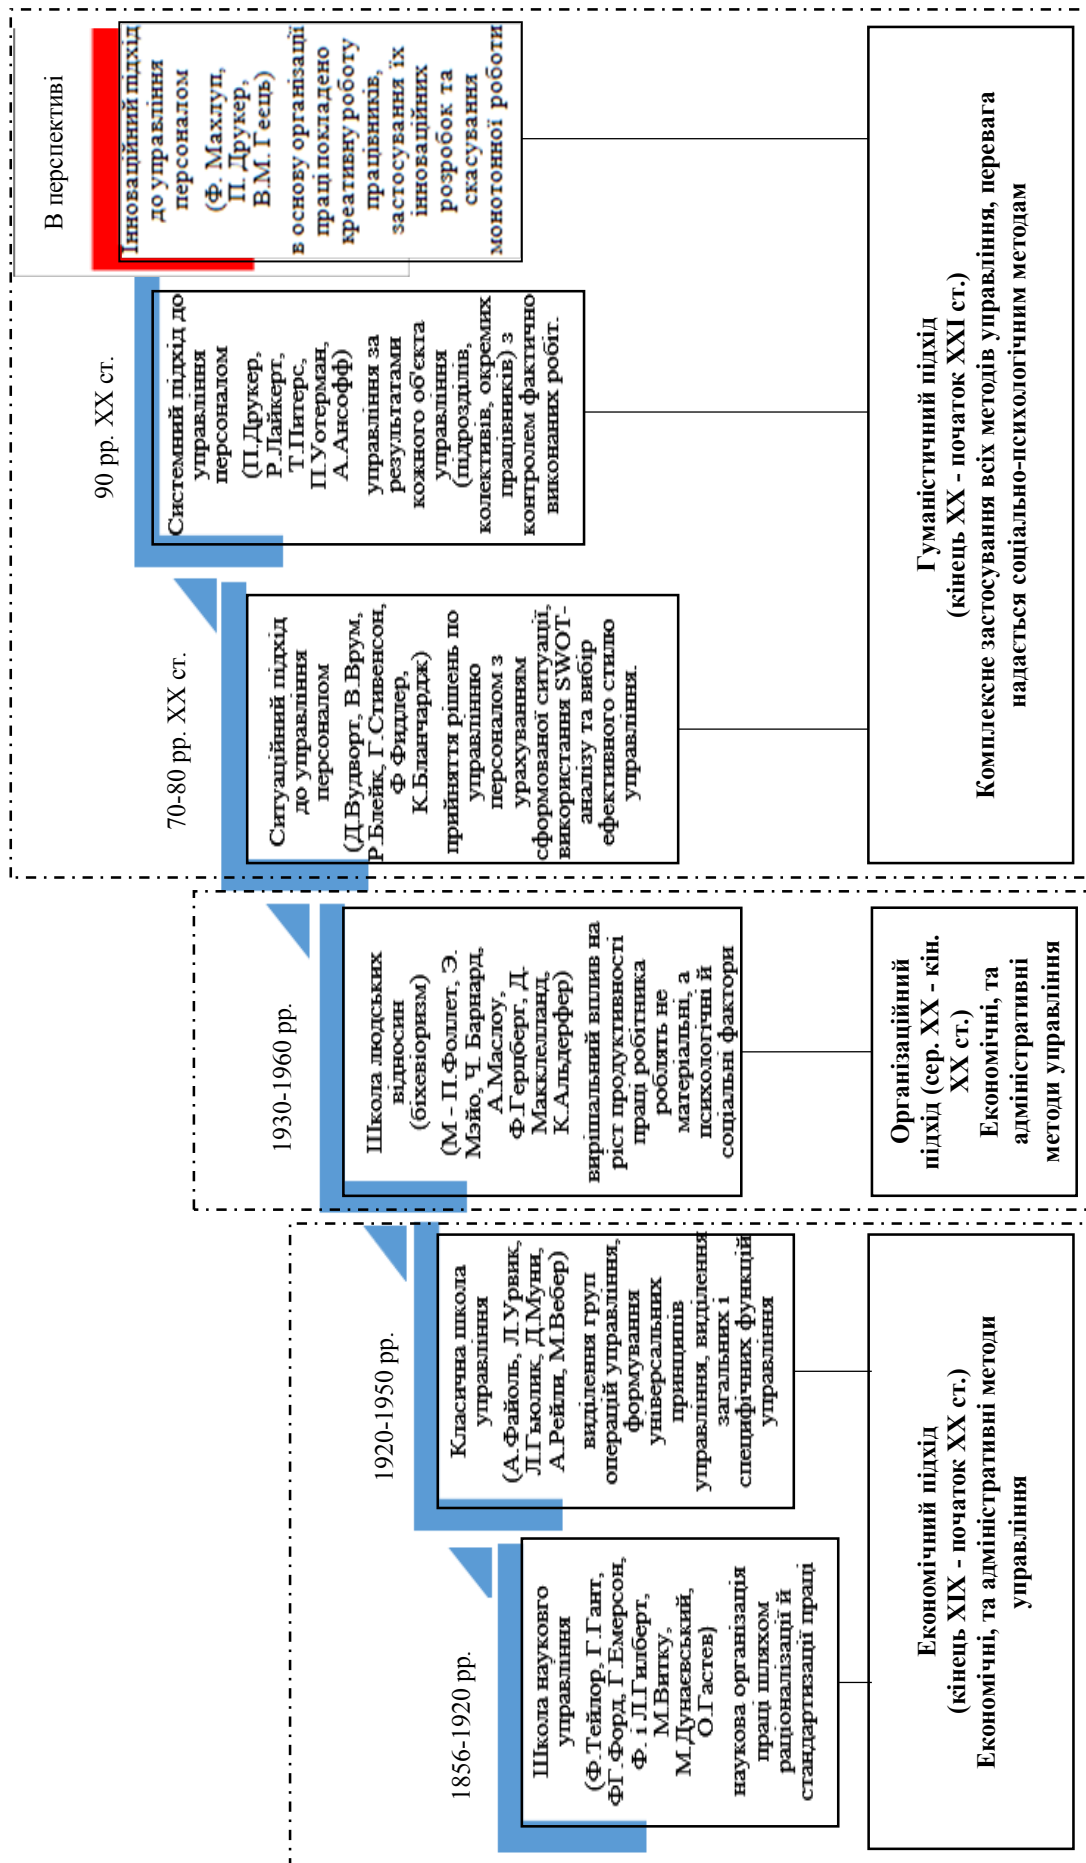 1856-1920 рр.
Школа наукового
управління
(Ф.Тейлор, Г.Гант,
ФГ.Форд, Г.Емерсон,
Ф. і Л.Гилберт,
М.Витку,
М.Дунаєвський,
О.Гастев)
наукова організація
праці шляхом
раціоналізації й
стандартизації праці
1920-1950 рр.
Класична школа
управління
(А.Файоль, Л.Урвик,
Л.Гьюлик, Д.Муни,
А.Рейли, М.Вебер)
виділення груп
операцій управління,
формування
універсальних
принципів
управління, виділення
загальних і
специфічних функцій
управління
Економічний підхід
(кінець XIX - початок XX ст.)
Економічні, та адміністративні методи
управління
1930-1960 рр.
Школа людських
відносин
(біхевіоризм)
(М - П.Фоллет, Э.
Мэйо, Ч. Барнард,
А.Маслоу,
Ф.Герцберг, Д.
Макклелланд,
К.Альдерфер)
вирішальний вплив на
ріст продуктивності
праці робітника
роблять не
матеріальні, а
психологічні й
соціальні фактори
Організаційний
підхід (сер. XX - кін.
XX ст.)
Економічні, та
адміністративні
методи управління
70-80 рр. XX ст.
Ситуаційний підхід
до управління
персоналом
(Д.Вудворт, В.Врум,
Р.Блейк, Г.Стивенсон,
Ф Фидлер,
К.Бланчардж)
прийняття рішень по
управлінню
персоналом з
урахуванням
сформованої ситуації,
використання SWOT-
аналізу та вибір
ефективного стилю
управління.
90 рр. XX ст.
Системний підхід до
управління
персоналом
(П.Друкер,
Р.Лайкерт,
Т.Питерс,
П.Уотерман,
А.Ансофф)
управління за
результатами
кожного об'єкта
управління
(підрозділів,
колективів, окремих
працівників) з
контролем фактично
виконаних робіт.
В перспективі
Інноваційний підхід
до управління
персоналом
(Ф. Махлуп,
П. Друкер,
В.М. Геєць)
в основу організації
праці покладено
креативну роботу
працівників,
застосування їх
інноваційних
розробок та
скасування
монотонної роботи
Гуманістичний підхід
(кінець XX - початок XXI ст.)
Комплексне застосування всіх методів управління, перевага
надається соціально-психологічним методам